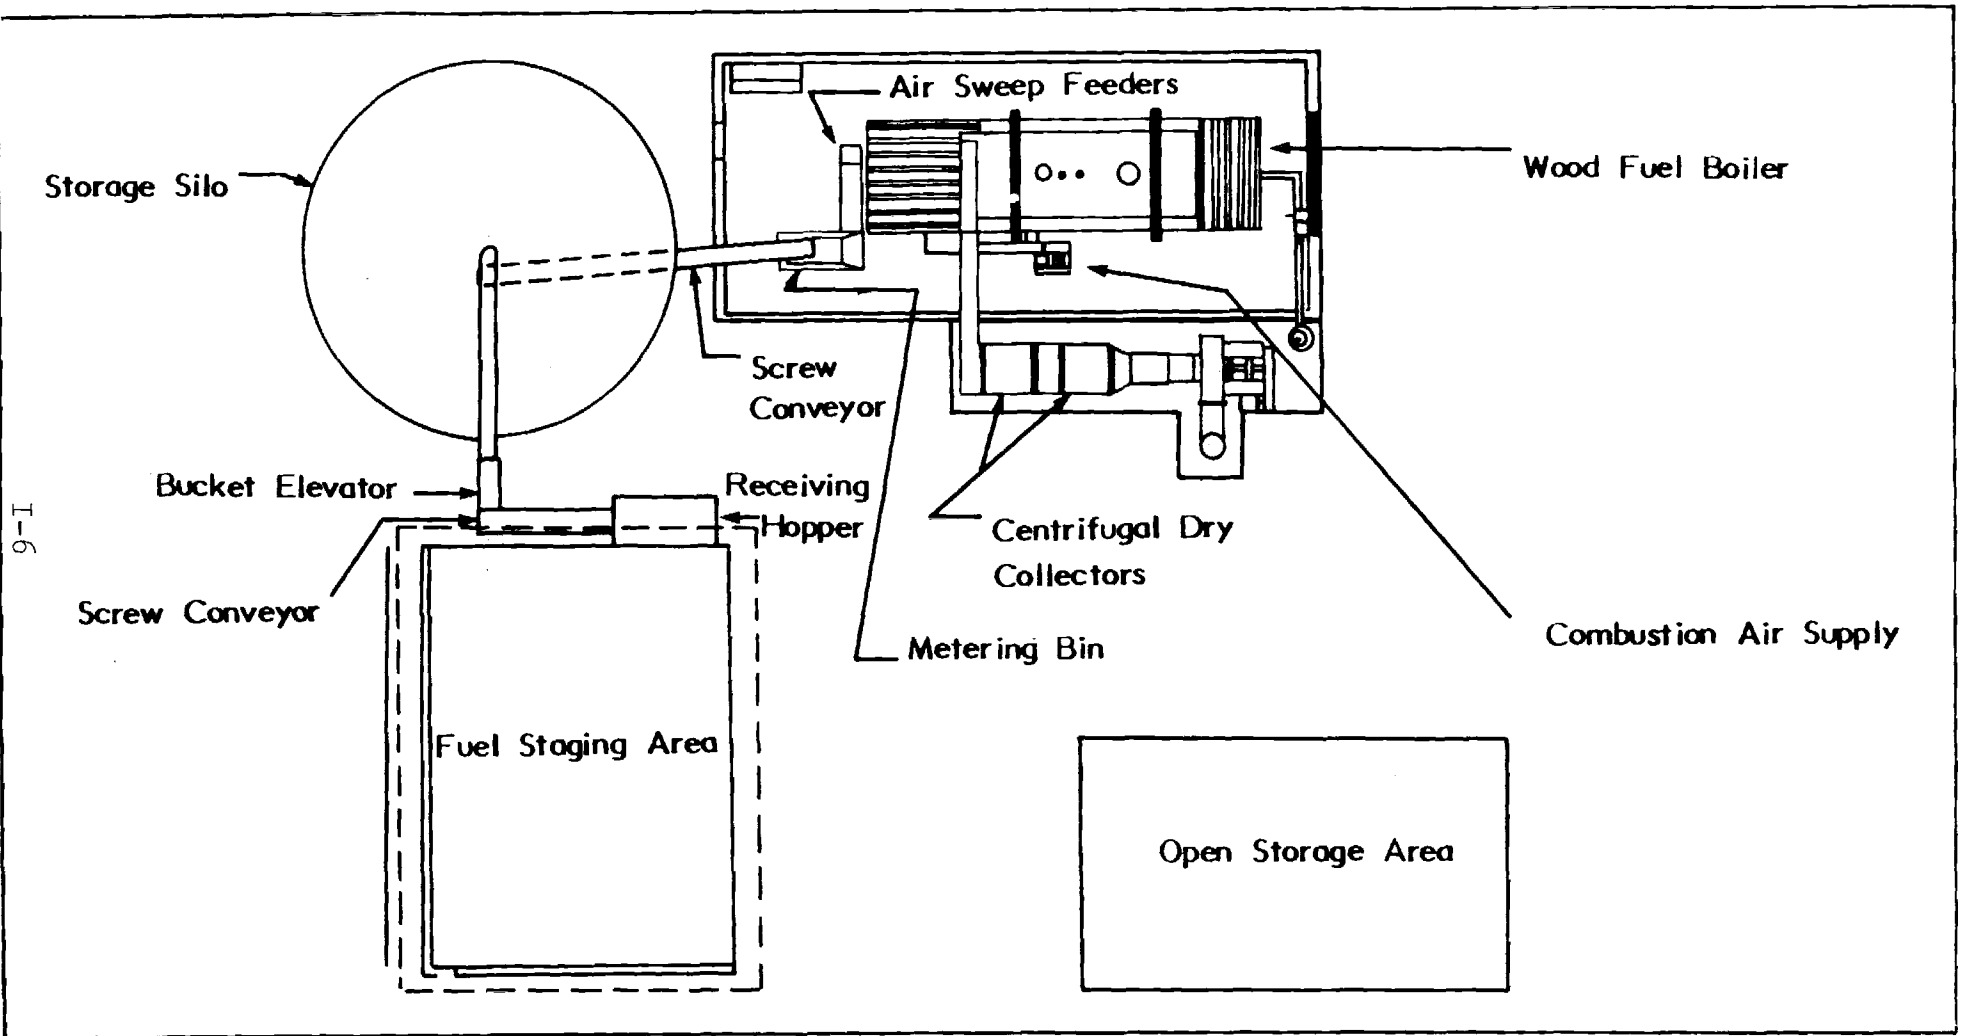 Air Sweep Feeders
Storage Silo
Wood Fuel Boiler
Screw
Conveyor
Bucket Elevator
Receiving
Hopper
Centrifugal Dry
Collectors
Screw Conveyor
Metering Bin
Combustion Air Supply
Fuel Staging Area
Open Storage Area
I-6